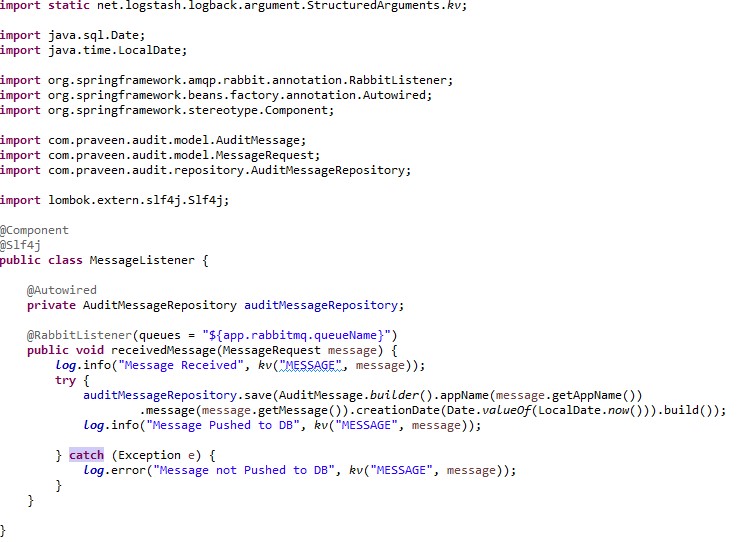 import static net.logstash.logback.argument.StructuredArguments.kv;
import java.sql.Date;
import java.time.LocalDate;
import org.springframework.amqp.rabbit.annotation.RabbitListener;
import org.springframework.beans.factory.annotation.Autowired;
import org.springframework.stereotype.Component;
import com.praveen.audit.model.AuditMessage;
import com.praveen.audit.model.MessageRequest;
import com.praveen.audit.repository.AuditMessageRepository;
import lombok.extern.slf4j.Slf4j;
@Component
@Slf4j
public class MessageListener {
    @Autowired
    private AuditMessageRepository auditMessageRepository;
    @RabbitListener(queues = "${app.rabbitmq.queueName}")
    public void receivedMessage(MessageRequest message) {
        log.info("Message Received", kv("MESSAGE", message));
        try {
            auditMessageRepository.save(AuditMessage.builder().appName(message.getAppName())
                    .message(message.getMessage()).creationDate(Date.valueOf(LocalDate.now())).build());
            log.info("Message Pushed to DB", kv("MESSAGE", message));
        } catch (Exception e) {
            log.error("Message not Pushed to DB", kv("MESSAGE", message));
        }
    }
}